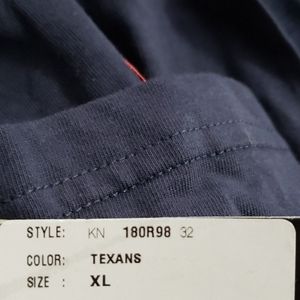 STYLE: KN 180R98 32
COLOR: TEXANS
SIZE: XL